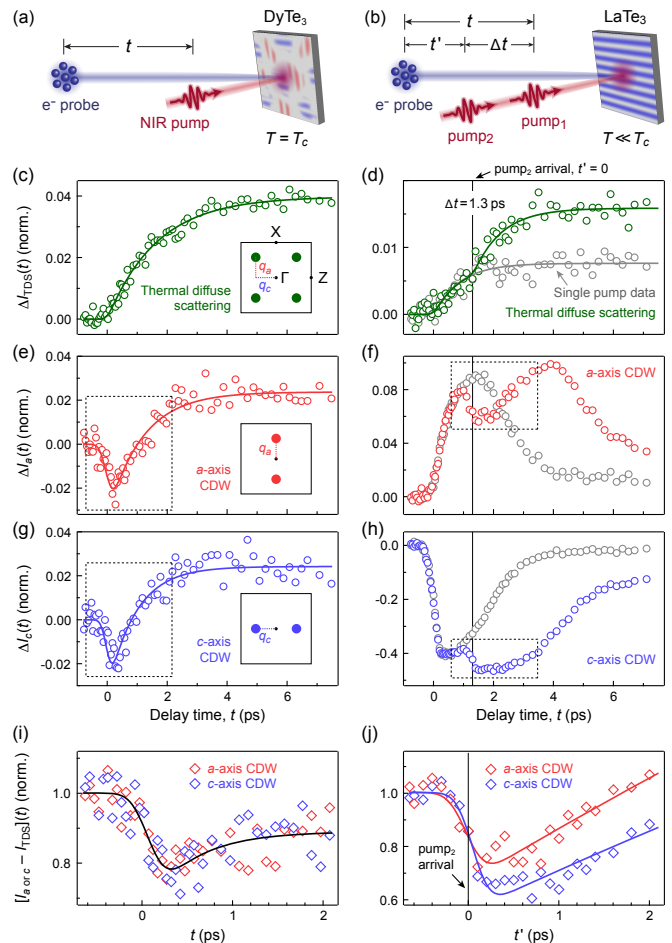 (a)
DyTe₃
t
e⁻ probe
NIR pump
T = T_c
(b)
LaTe₃
t
t' Δt
e⁻ probe
pump₂
pump₁
T ≪ T_c
(c)
ΔI_TDS(t) (norm.)
0.04
0.02
0.00
X
q_a
Γ
Z
q_c
Thermal diffuse
scattering
(d)
pump₂ arrival, t' = 0
Δt = 1.3 ps
0.01
0.00
Single pump data
Thermal diffuse scattering
(e)
ΔI_a(t) (norm.)
0.04
0.02
0.00
-0.02
q_a
a-axis
CDW
(f)
a-axis CDW
0.08
0.04
0.00
(g)
ΔI_c(t) (norm.)
0.04
0.02
0.00
-0.02
q_c
c-axis
CDW
0 2 4 6
Delay time, t (ps)
(h)
0.0
-0.2
-0.4
c-axis CDW
0 2 4 6
Delay time, t (ps)
(i)
[I_a or c − I_TDS](t) (norm.)
a-axis CDW
c-axis CDW
1.0
0.8
0 1 2
t (ps)
(j)
a-axis CDW
c-axis CDW
1.0
0.8
0.6
pump₂
arrival
0 1 2
t' (ps)